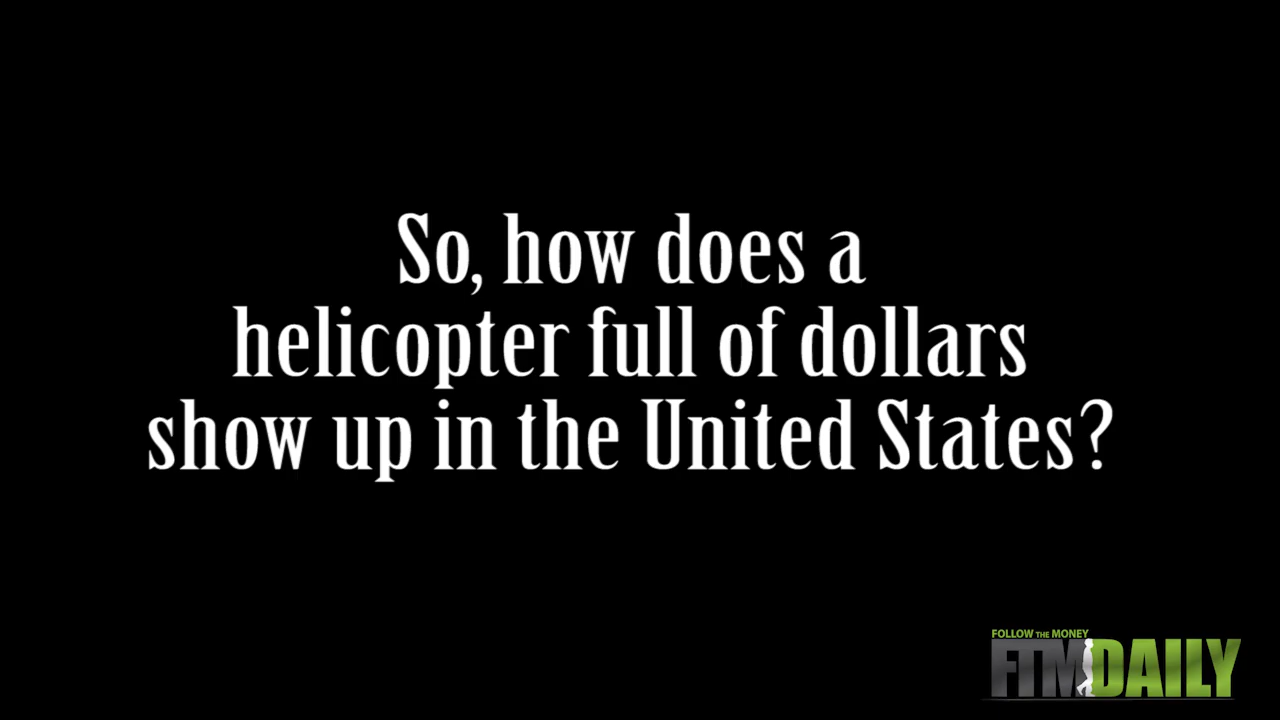 So, how does a
helicopter full of dollars
show up in the United States?
FOLLOW THE MONEY
FTMDAILY